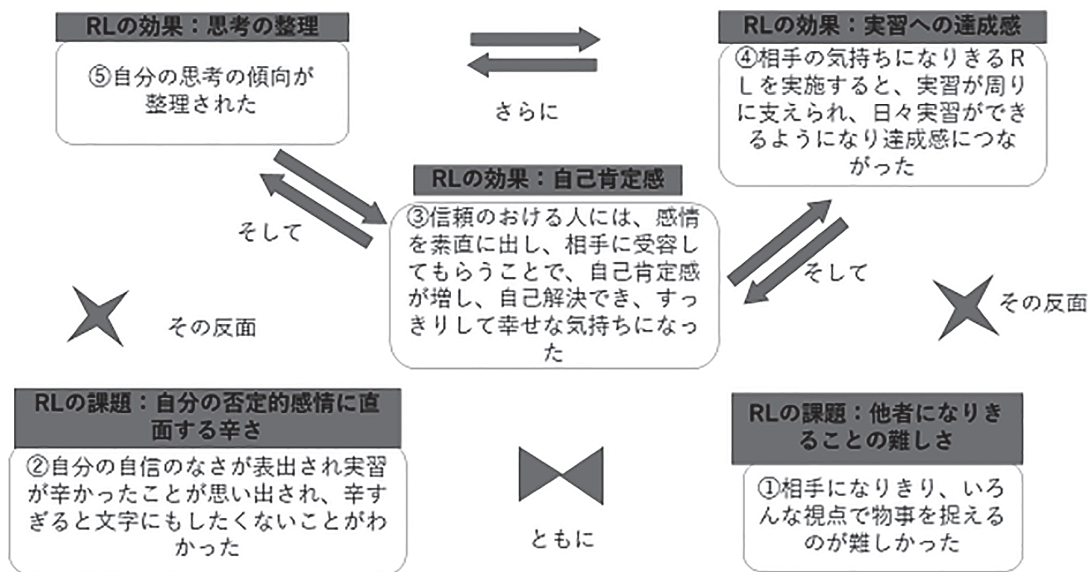 RLの効果：思考の整理
⑤自分の思考の傾向が
整理された
さらに
RLの効果：実習への達成感
④相手の気持ちになりきるR
Lを実施すると、実習が周り
に支えられ、日々実習ができ
るようになり達成感につな
がった
そして
RLの効果：自己肯定感
③信頼のおける人には、感情
を素直に出し、相手に受容し
てもらうことで、自己肯定感
が増し、自己解決でき、すっ
きりして幸せな気持ちになっ
た
そして
その反面
その反面
RLの課題：自分の否定的感情に直
面する辛さ
②自分の自信のなさが表出され実習
が辛かったことが思い出され、辛す
ぎると文字にもしたくないことがわ
かった
ともに
RLの課題：他者になりき
ることの難しさ
①相手になりきり、いろ
んな視点で物事を捉える
のが難しかった